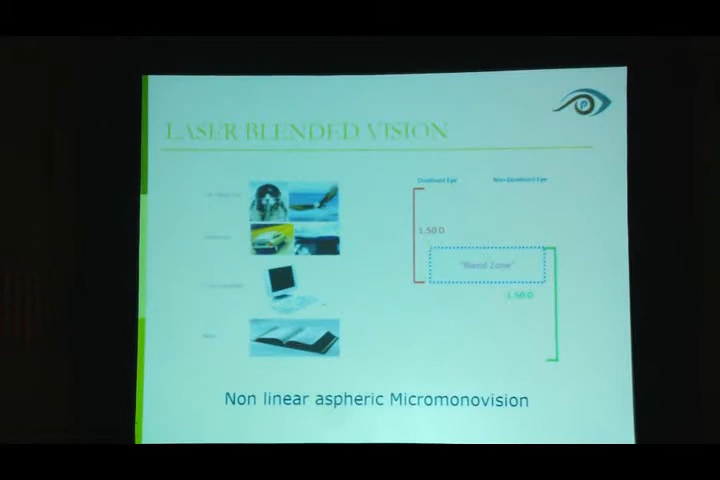 LASER BLENDED VISION
Dominant Eye Non-Dominant Eye
1.50 D
"Blend Zone"
1.50 D
Non linear aspheric Micromonovision